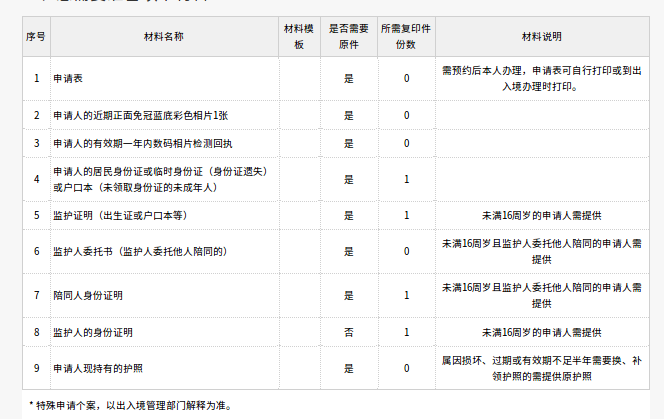 序号 材料名称 材料模板 是否需要原件 所需复印件份数 材料说明
1 申请表 是 0 需预约后本人办理，申请表可自行打印或到出
入境办理时打印。
2 申请人的近期正面免冠蓝底彩色相片1张 是 0
3 申请人的有效期一年内数码相片检测回执 是 0
4 申请人的居民身份证或临时身份证（身份证遗失）
或户口本（未领取身份证的未成年人） 是 1
5 监护证明（出生证或户口本等） 是 1 未满16周岁的申请人需提供
6 监护人委托书（监护人委托他人陪同的） 是 0 未满16周岁且监护人委托他人陪同的申请人需
提供
7 陪同人身份证明 是 1 未满16周岁且监护人委托他人陪同的申请人需
提供
8 监护人的身份证明 否 1 未满16周岁的申请人需提供
9 申请人现持有的护照 是 0 属因损坏、过期或有效期不足半年需要换、补
领护照的需提供原护照
* 特殊申请个案，以出入境管理部门解释为准。